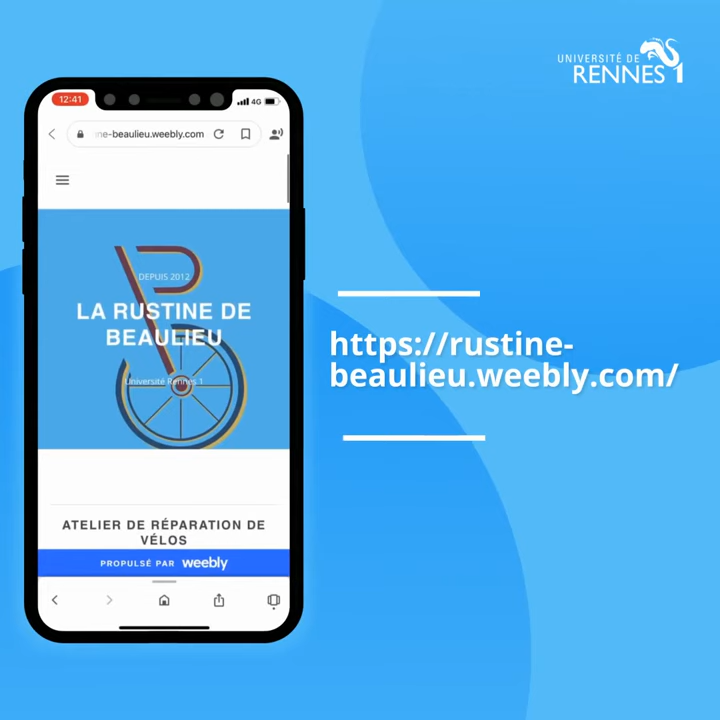 UNIVERSITÉ DE
RENNES 1
12:41
4G
ne-beaulieu.weebly.com
DEPUIS 2012
LA RUSTINE DE
BEAULIEU
Université Rennes 1
https://rustine-
beaulieu.weebly.com/
ATELIER DE RÉPARATION DE
VÉLOS
PROPULSÉ PAR weebly